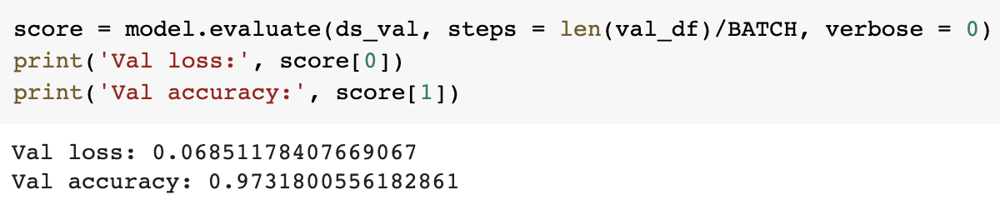 score = model.evaluate(ds_val, steps = len(val_df)/BATCH, verbose = 0)
print('Val loss:', score[0])
print('Val accuracy:', score[1])
Val loss: 0.06851178407669067
Val accuracy: 0.9731800556182861